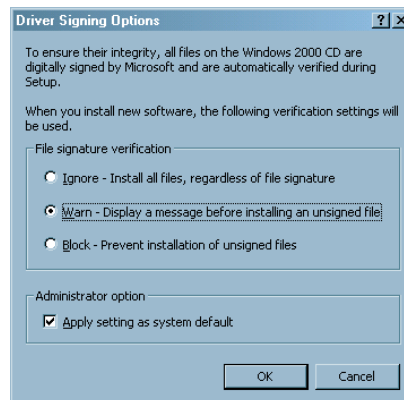 Driver Signing Options
To ensure their integrity, all files on the Windows 2000 CD are
digitally signed by Microsoft and are automatically verified during
Setup.
When you install new software, the following verification settings will
be used.
File signature verification
Ignore - Install all files, regardless of file signature
Warn - Display a message before installing an unsigned file
Block - Prevent installation of unsigned files
Administrator option
Apply setting as system default
OK Cancel